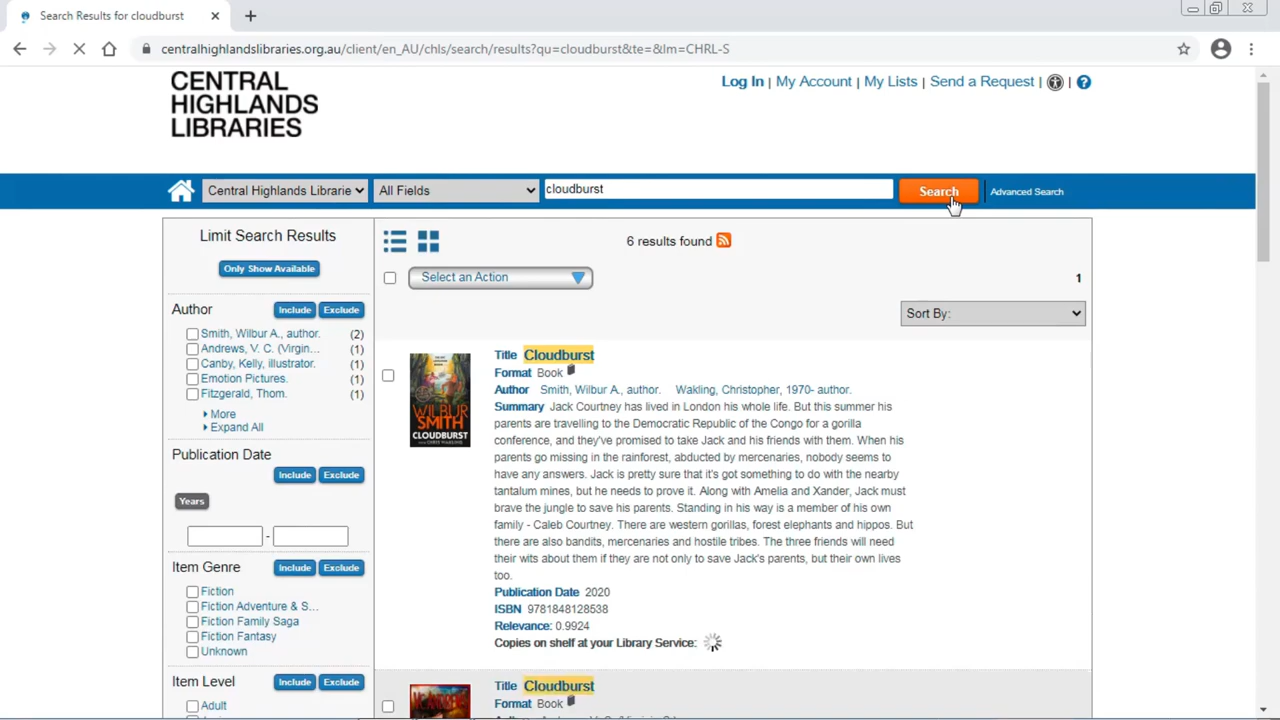 Search Results for cloudburst
centralhighlandslibraries.org.au/client/en_AU/chls/search/results?qu=cloudburst&te=&lm=CHRL-S
CENTRAL
HIGHLANDS
LIBRARIES
Log In | My Account | My Lists | Send a Request | | ?
Central Highlands Librarie
All Fields
cloudburst
Search
Advanced Search
Limit Search Results
Only Show Available
Author Include Exclude
Smith, Wilbur A., author. (2)
Andrews, V. C. (Virgin... (1)
Canby, Kelly, illustrator. (1)
Emotion Pictures. (1)
Fitzgerald, Thom. (1)
More
Expand All
Publication Date
Include Exclude
Years
-
Item Genre Include Exclude
Fiction
Fiction Adventure & S...
Fiction Family Saga
Fiction Fantasy
Unknown
Item Level Include Exclude
Adult
6 results found
Select an Action
1
Sort By:
WILBUR
SMITH
CLOUDBURST
Title Cloudburst
Format Book
Author Smith, Wilbur A., author. Wakling, Christopher, 1970- author.
Summary Jack Courtney has lived in London his whole life. But this summer his
parents are travelling to the Democratic Republic of the Congo for a gorilla
conference, and they've promised to take Jack and his friends with them. When his
parents go missing in the rainforest, abducted by mercenaries, nobody seems to
have any answers. Jack is pretty sure that it's got something to do with the nearby
tantalum mines, but he needs to prove it. Along with Amelia and Xander, Jack must
brave the jungle to save his parents. Standing in his way is a member of his own
family - Caleb Courtney. There are western gorillas, forest elephants and hippos. But
there are also bandits, mercenaries and hostile tribes. The three friends will need
their wits about them if they are not only to save Jack's parents, but their own lives
too.
Publication Date 2020
ISBN 9781848128538
Relevance: 0.9924
Copies on shelf at your Library Service:
Title Cloudburst
Format Book